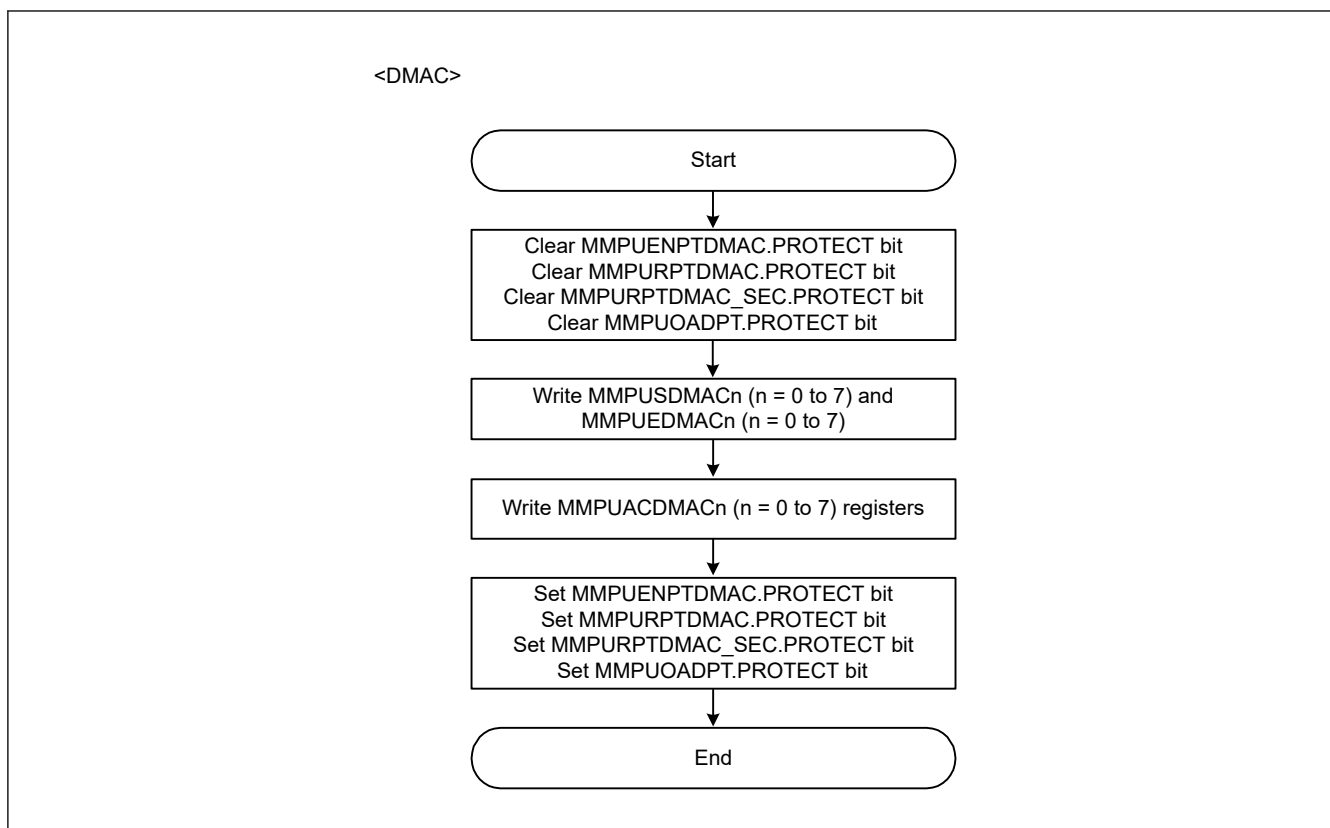 <DMAC>
Start
Clear MMPUENPTDMAC.PROTECT bit
Clear MMPURPTDMAC.PROTECT bit
Clear MMPURPTDMAC_SEC.PROTECT bit
Clear MMPUOADPT.PROTECT bit
Write MMPUSDMACn (n = 0 to 7) and
MMPUEDMACn (n = 0 to 7)
Write MMPUACDMACn (n = 0 to 7) registers
Set MMPUENPTDMAC.PROTECT bit
Set MMPURPTDMAC.PROTECT bit
Set MMPURPTDMAC_SEC.PROTECT bit
Set MMPUOADPT.PROTECT bit
End